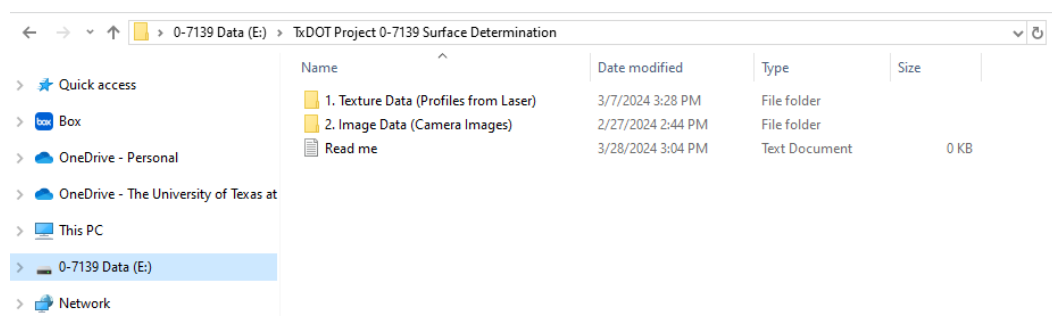 0-7139 Data (E:) > TxDOT Project 0-7139 Surface Determination
Name Date modified Type Size
Quick access
1. Texture Data (Profiles from Laser) 3/7/2024 3:28 PM File folder
box Box
2. Image Data (Camera Images) 2/27/2024 2:44 PM File folder
Read me 3/28/2024 3:04 PM Text Document 0 KB
OneDrive - Personal
OneDrive - The University of Texas at
This PC
0-7139 Data (E:)
Network